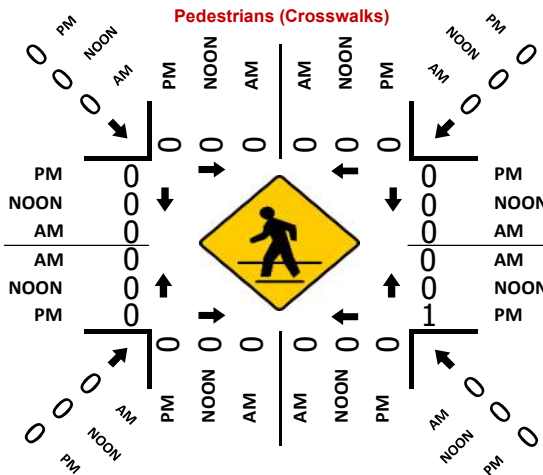 Pedestrians (Crosswalks)
0 PM PM 0
0 NOON NOON 0
0 AM AM 0
PM NOON AM AM NOON PM
0 0 0 0 0 0
PM 0 0 PM
NOON 0 0 NOON
AM 0 0 AM
AM 0 0 AM
NOON 0 0 NOON
PM 0 1 PM
0 0 0 0 0 0
PM NOON AM AM NOON PM
0 AM AM 0
0 NOON NOON 0
0 PM PM 0